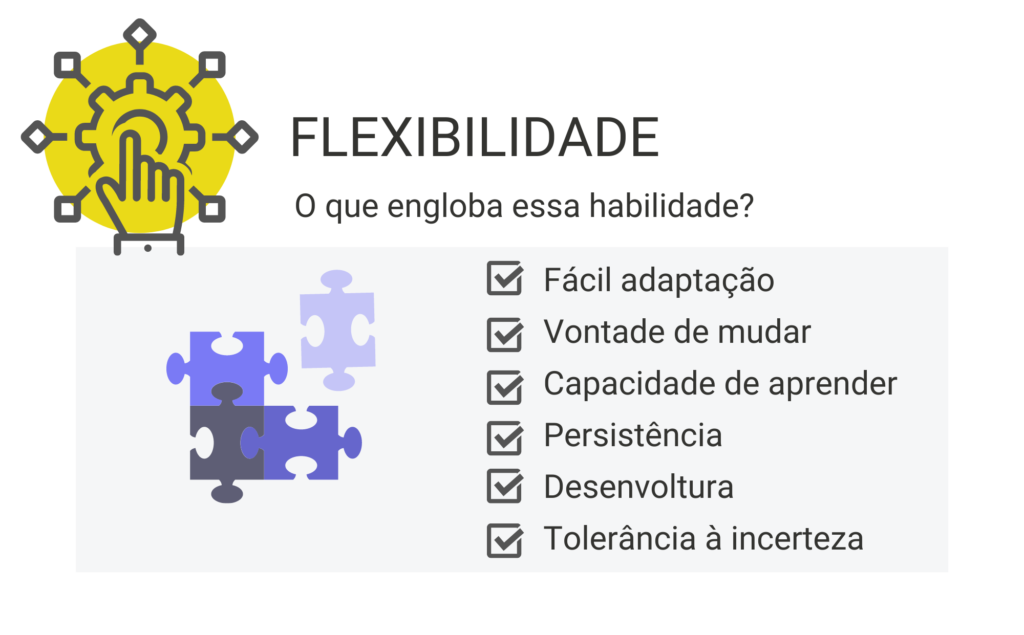 FLEXIBILIDADE
O que engloba essa habilidade?
Fácil adaptação
Vontade de mudar
Capacidade de aprender
Persistência
Desenvoltura
Tolerância à incerteza